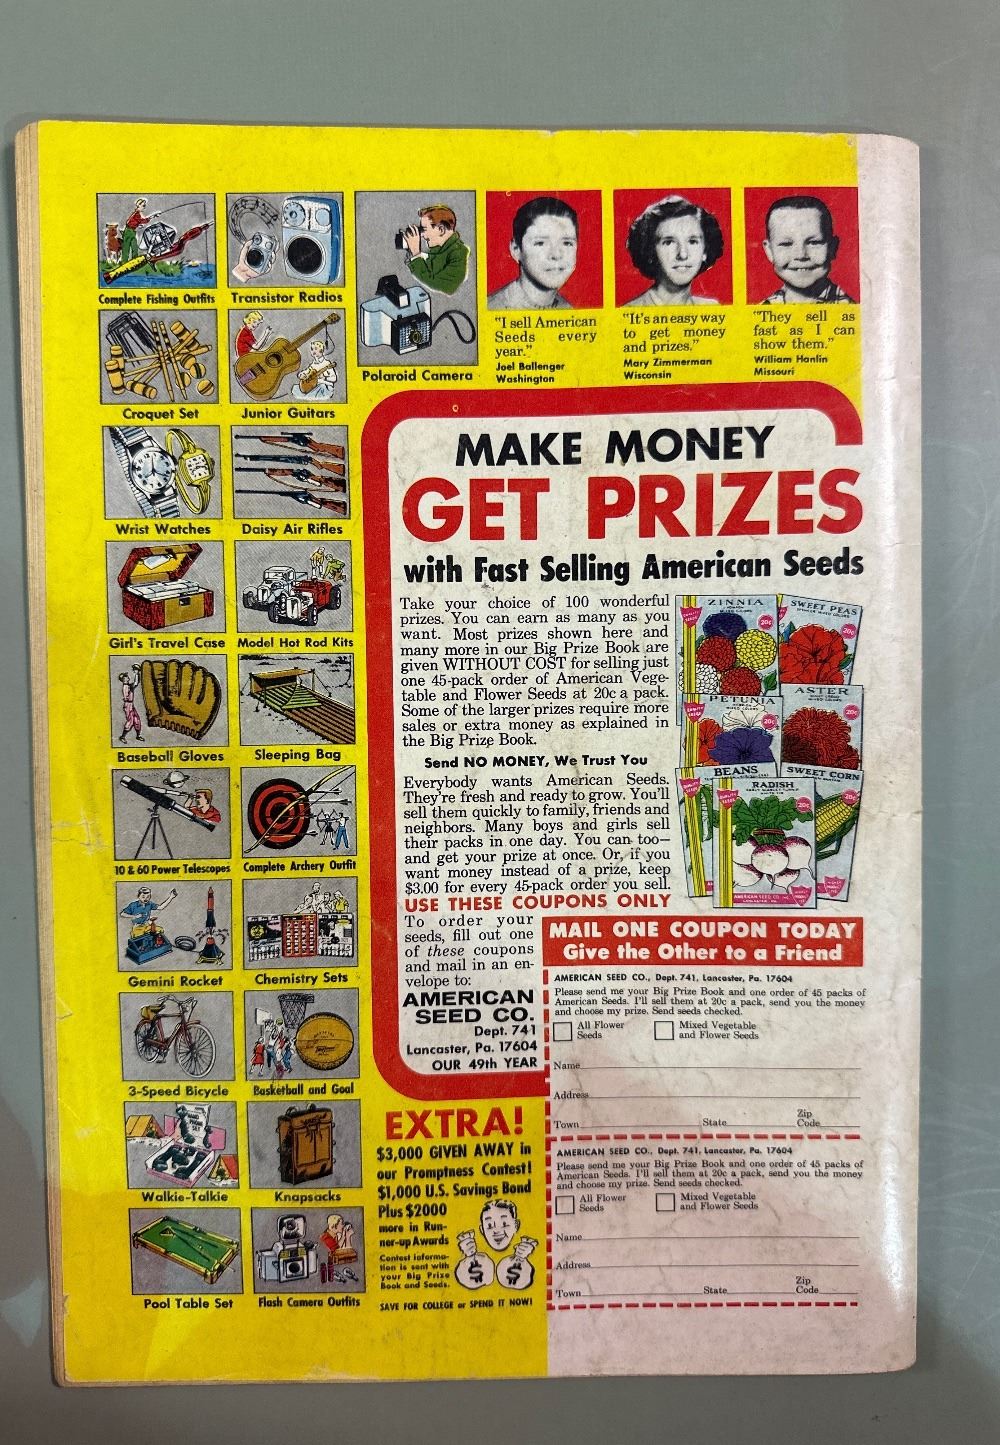 Complete Fishing Outfits
Transistor Radios
Polaroid Camera
Croquet Set
Junior Guitars
Wrist Watches
Daisy Air Rifles
Girl's Travel Case
Model Hot Rod Kits
Baseball Gloves
Sleeping Bag
10 & 60 Power Telescopes
Complete Archery Outfit
Gemini Rocket
Chemistry Sets
3-Speed Bicycle
Basketball and Goal
Walkie-Talkie
Knapsacks
Pool Table Set
Flash Camera Outfits
"I sell American
Seeds every
year."
Joel Ballenger
Washington
"It's an easy way
to get money
and prizes."
Mary Zimmerman
Wisconsin
"They sell as
fast as I can
show them."
William Hanlin
Missouri
MAKE MONEY
GET PRIZES
with Fast Selling American Seeds
Take your choice of 100 wonderful
prizes. You can earn as many as you
want. Most prizes shown here and
many more in our Big Prize Book are
given WITHOUT COST for selling just
one 45-pack order of American Vege-
table and Flower Seeds at 20c a pack.
Some of the larger prizes require more
sales or extra money as explained in
the Big Prize Book.
Send NO MONEY, We Trust You
Everybody wants American Seeds.
They're fresh and ready to grow. You'll
sell them quickly to family, friends and
neighbors. Many boys and girls sell
their packs in one day. You can too—
and get your prize at once. Or, if you
want money instead of a prize, keep
$3.00 for every 45-pack order you sell.
USE THESE COUPONS ONLY
To order your
seeds, fill out one
of these coupons
and mail in an en-
velope to:
AMERICAN
SEED CO.
Dept. 741
Lancaster, Pa. 17604
OUR 49th YEAR
ZINNIA
20c
SWEET PEAS
20c
PETUNIA
20c
ASTER
20c
BEANS
SWEET CORN
20c
RADISH
20c
AMERICAN SEED CO.
MAIL ONE COUPON TODAY
Give the Other to a Friend
AMERICAN SEED CO., Dept. 741, Lancaster, Pa. 17604
Please send me your Big Prize Book and one order of 45 packs of
American Seeds. I'll sell them at 20c a pack, send you the money
and choose my prize. Send seeds checked.
All Flower
Seeds
Mixed Vegetable
and Flower Seeds
Name
Address
Town State Zip
Code
AMERICAN SEED CO., Dept. 741, Lancaster, Pa. 17604
Please send me your Big Prize Book and one order of 45 packs of
American Seeds. I'll sell them at 20c a pack, send you the money
and choose my prize. Send seeds checked.
All Flower
Seeds
Mixed Vegetable
and Flower Seeds
Name
Address
Town State Zip
Code
EXTRA!
$3,000 GIVEN AWAY in
our Promptness Contest!
$1,000 U.S. Savings Bond
Plus $2000
more in Run-
ner-up Awards
Contest informa-
tion is sent with
your Big Prize
Book and Seeds.
$ $
SAVE FOR COLLEGE or SPEND IT NOW!